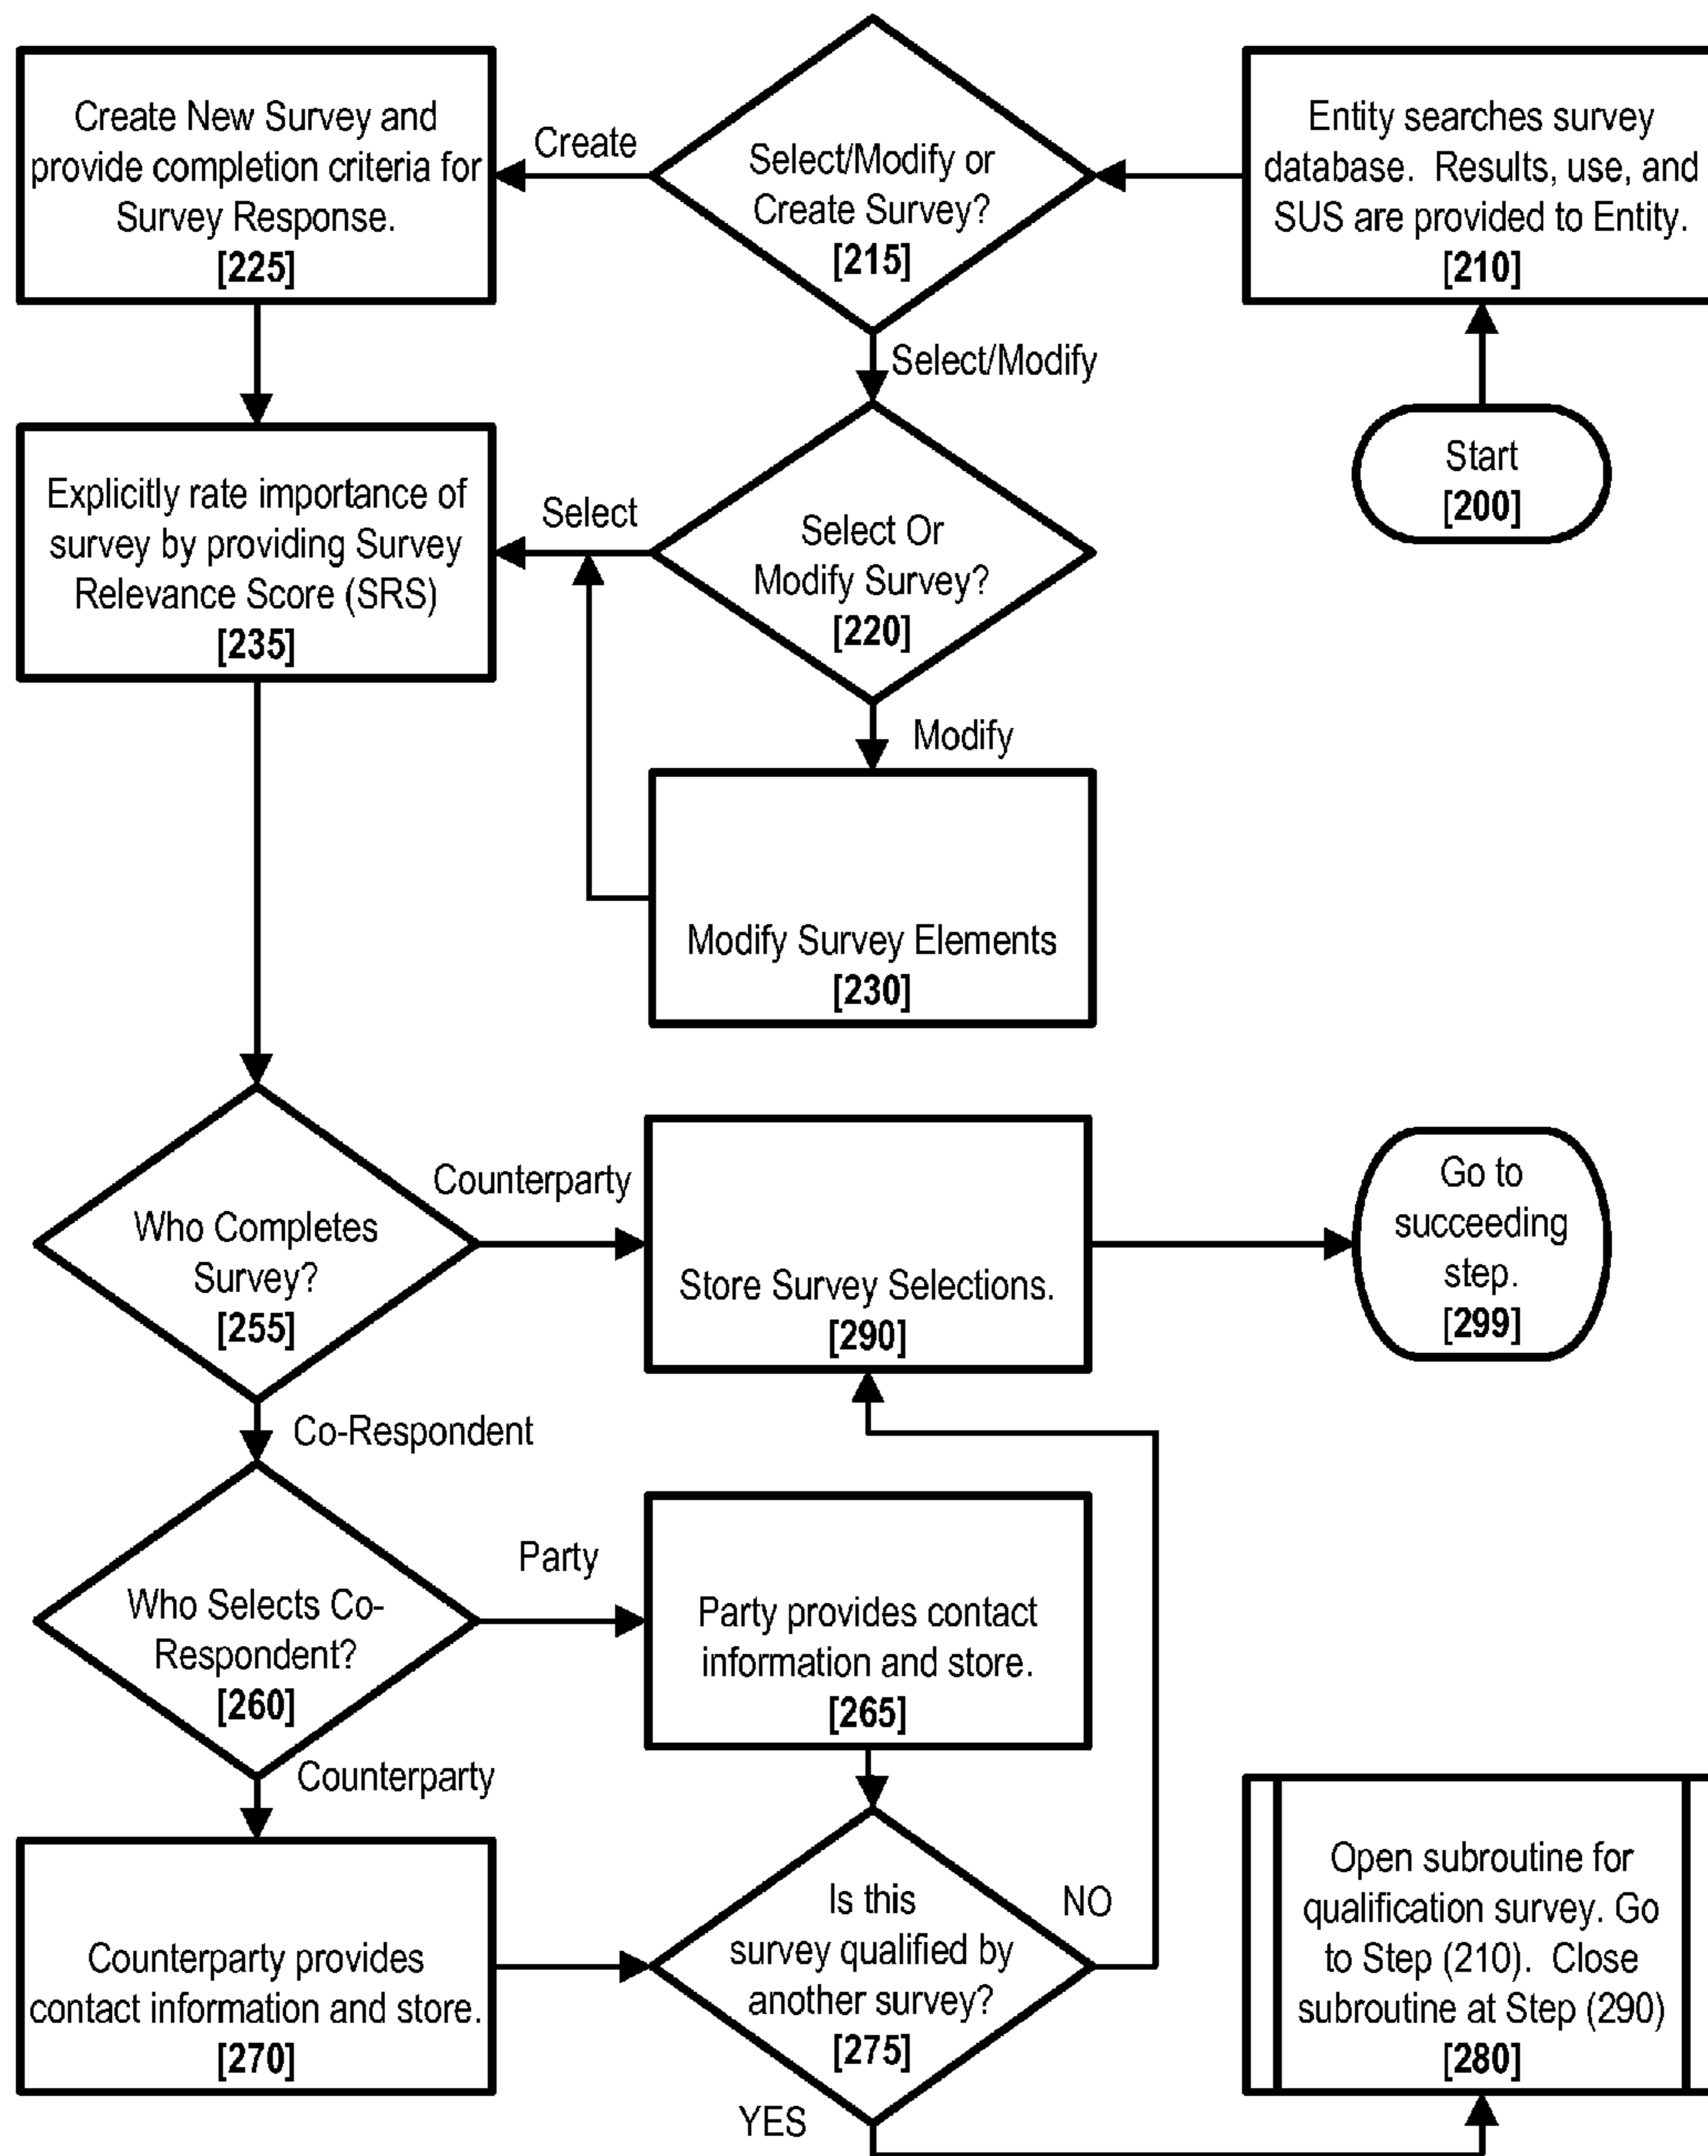 Create New Survey and
provide completion criteria for
Survey Response.
[225]
Create
Select/Modify or
Create Survey?
[215]
Entity searches survey
database.  Results, use, and
SUS are provided to Entity.
[210]
Select/Modify
Start
[200]
Explicitly rate importance of
survey by providing Survey
Relevance Score (SRS)
[235]
Select
Select Or
Modify Survey?
[220]
Modify
Modify Survey Elements
[230]
Who Completes
Survey?
[255]
Counterparty
Store Survey Selections.
[290]
Go to
succeeding
step.
[299]
Co-Respondent
Who Selects Co-
Respondent?
[260]
Party
Party provides contact
information and store.
[265]
Counterparty
Counterparty provides
contact information and store.
[270]
Is this
survey qualified by
another survey?
[275]
NO
YES
Open subroutine for
qualification survey. Go
to Step (210).  Close
subroutine at Step (290)
[280]